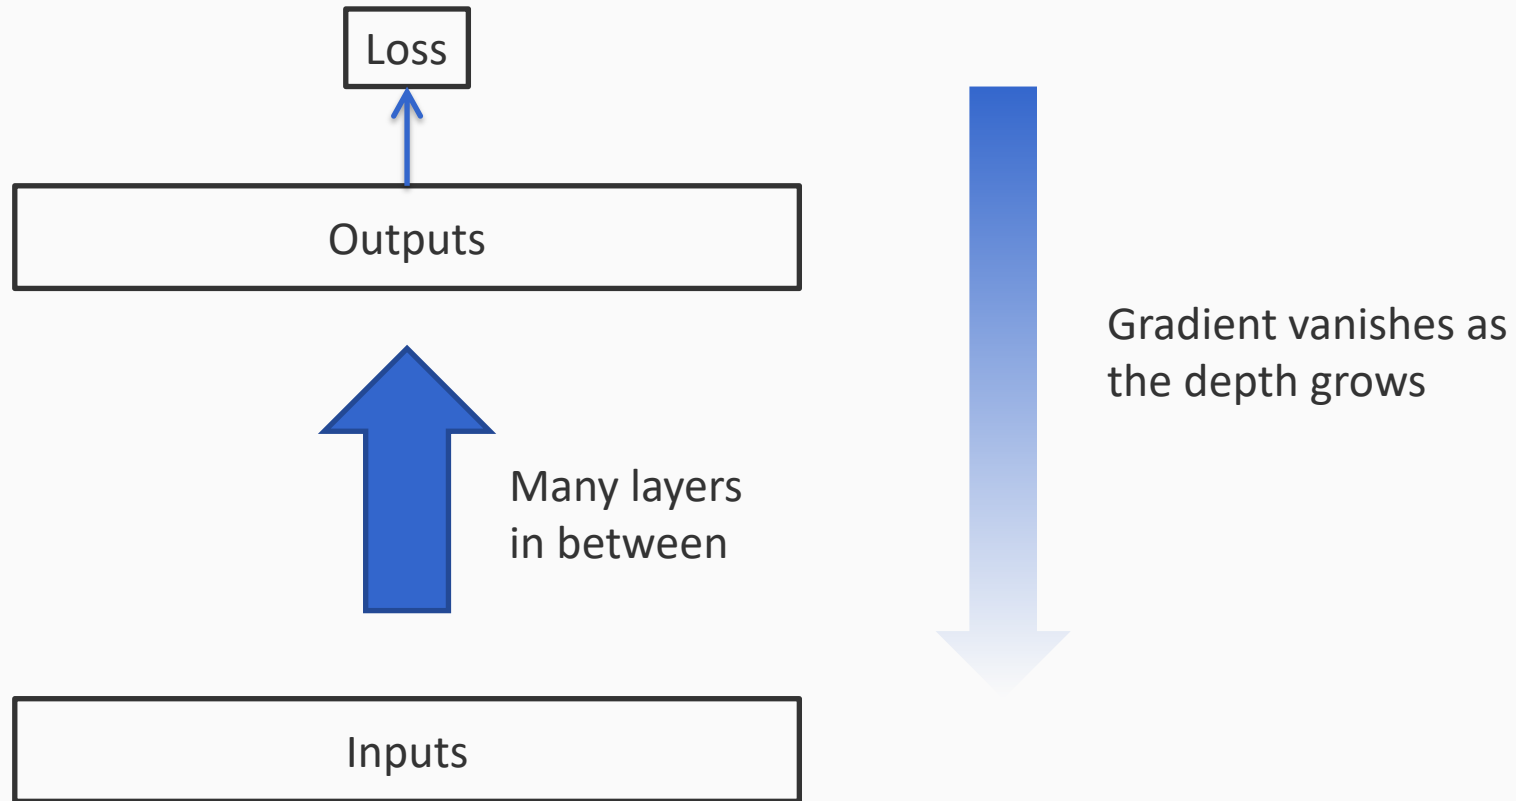 Loss
Outputs
Gradient vanishes as
the depth grows
Many layers
in between
Inputs